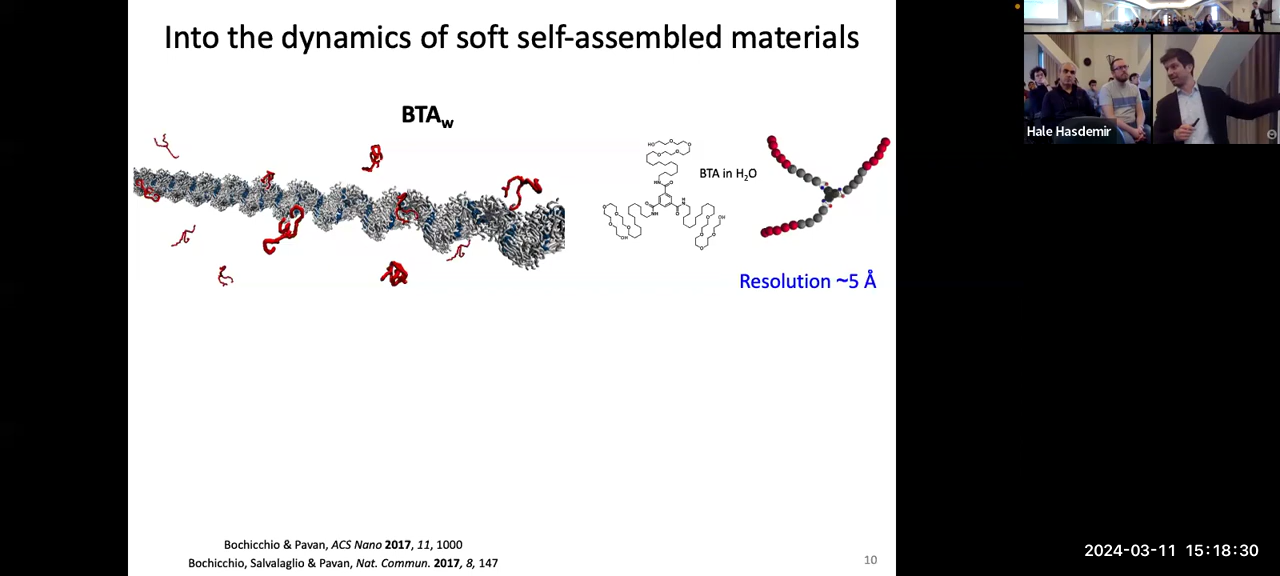 Into the dynamics of soft self-assembled materials
BTAw
BTA in H2O
Resolution ~5 Å
Bochicchio & Pavan, ACS Nano 2017, 11, 1000
Bochicchio, Salvalaglio & Pavan, Nat. Commun. 2017, 8, 147
10
Hale Hasdemir
2024-03-11 15:18:30